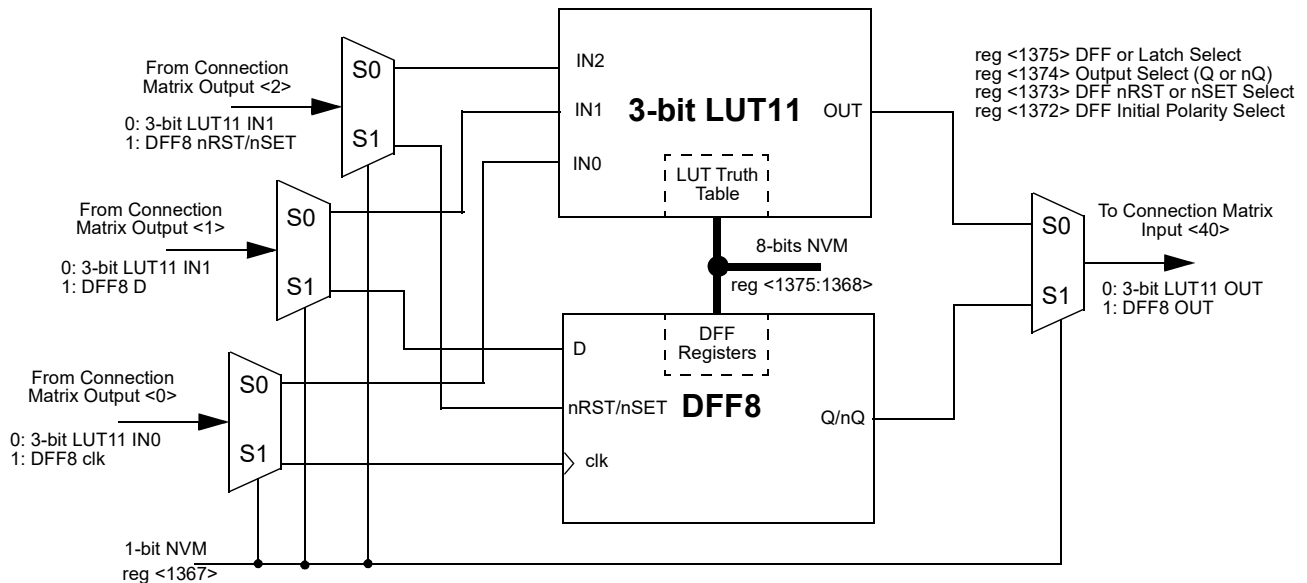 From Connection
Matrix Output <2>
0: 3-bit LUT11 IN1
1: DFF8 nRST/nSET
S0
S1
From Connection
Matrix Output <1>
0: 3-bit LUT11 IN1
1: DFF8 D
S0
S1
From Connection
Matrix Output <0>
0: 3-bit LUT11 IN0
1: DFF8 clk
S0
S1
1-bit NVM
reg <1367>
IN2
IN1
IN0
3-bit LUT11
OUT
LUT Truth
Table
8-bits NVM
reg <1375:1368>
DFF
Registers
D
nRST/nSET
clk
DFF8
Q/nQ
reg <1375> DFF or Latch Select
reg <1374> Output Select (Q or nQ)
reg <1373> DFF nRST or nSET Select
reg <1372> DFF Initial Polarity Select
S0
S1
To Connection Matrix
Input <40>
0: 3-bit LUT11 OUT
1: DFF8 OUT